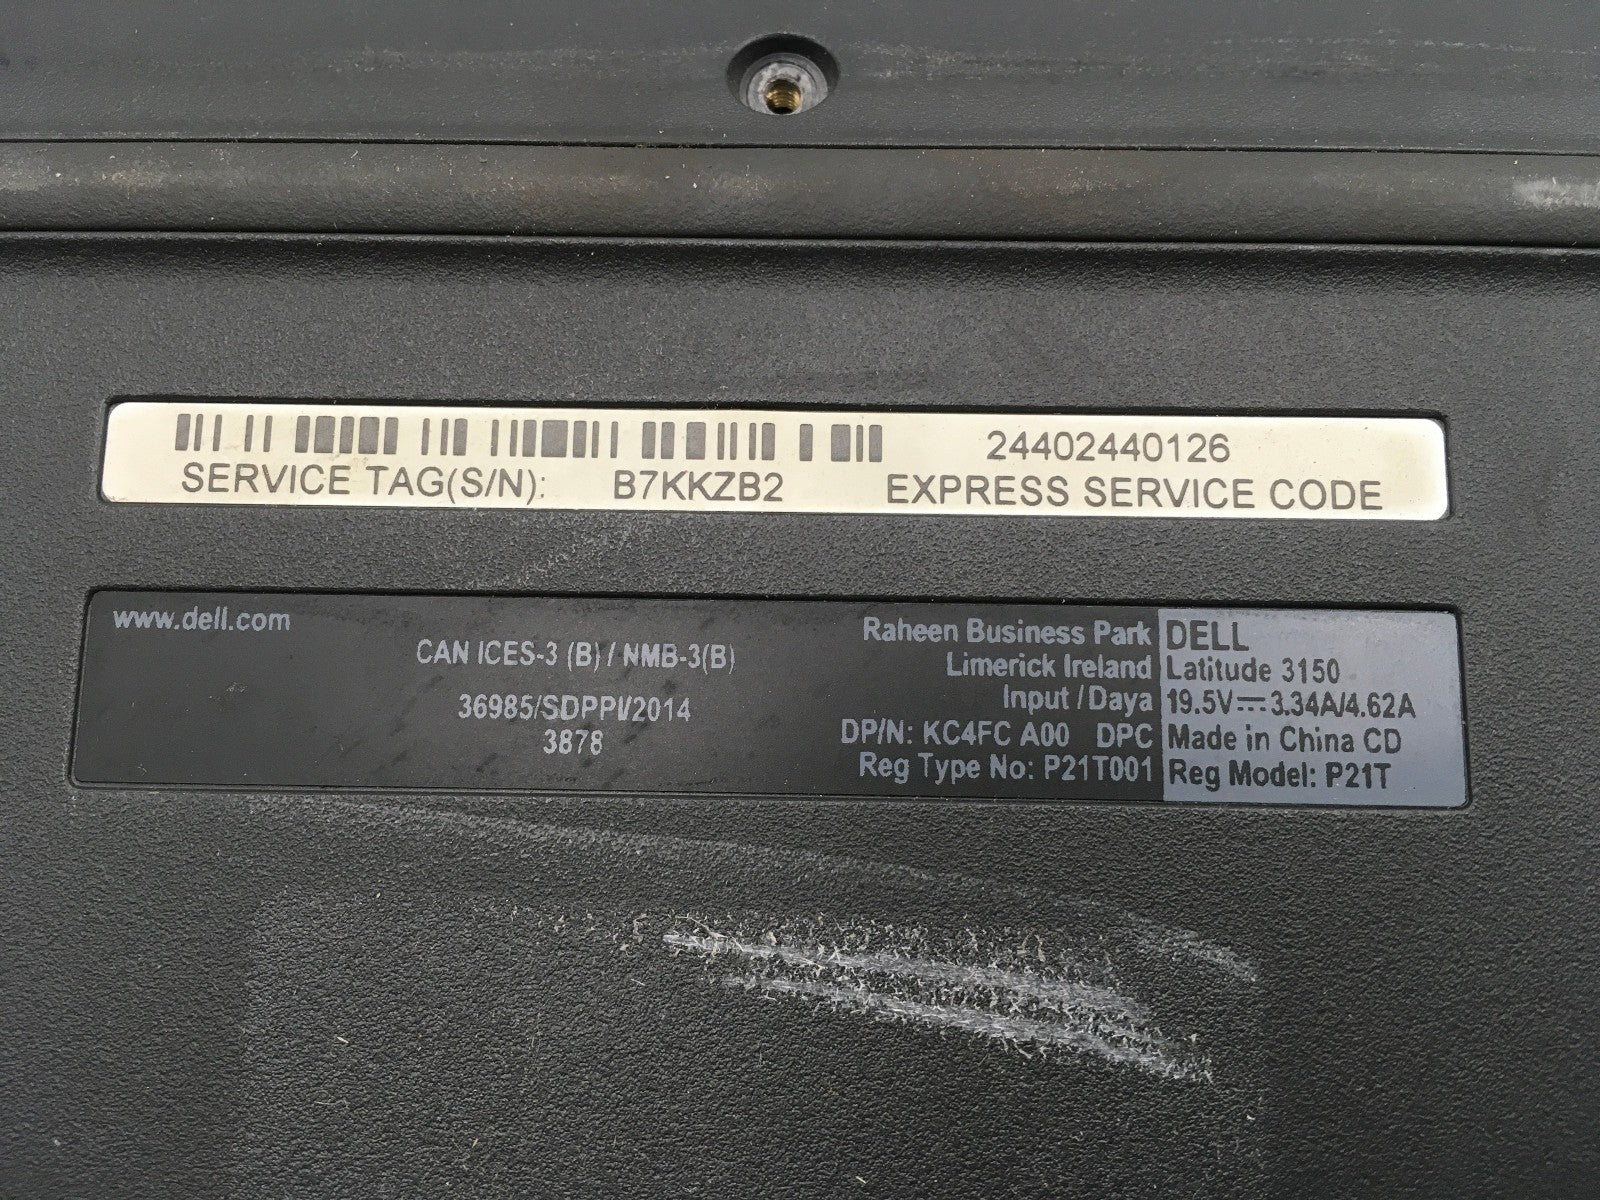 24402440126
SERVICE TAG(S/N): B7KKZB2 EXPRESS SERVICE CODE
www.dell.com
CAN ICES-3 (B) / NMB-3(B)
36985/SDPPI/2014
3878
Raheen Business Park DELL
Limerick Ireland Latitude 3150
Input / Daya 19.5V⎓3.34A/4.62A
DP/N: KC4FC A00 DPC Made in China CD
Reg Type No: P21T001 Reg Model: P21T